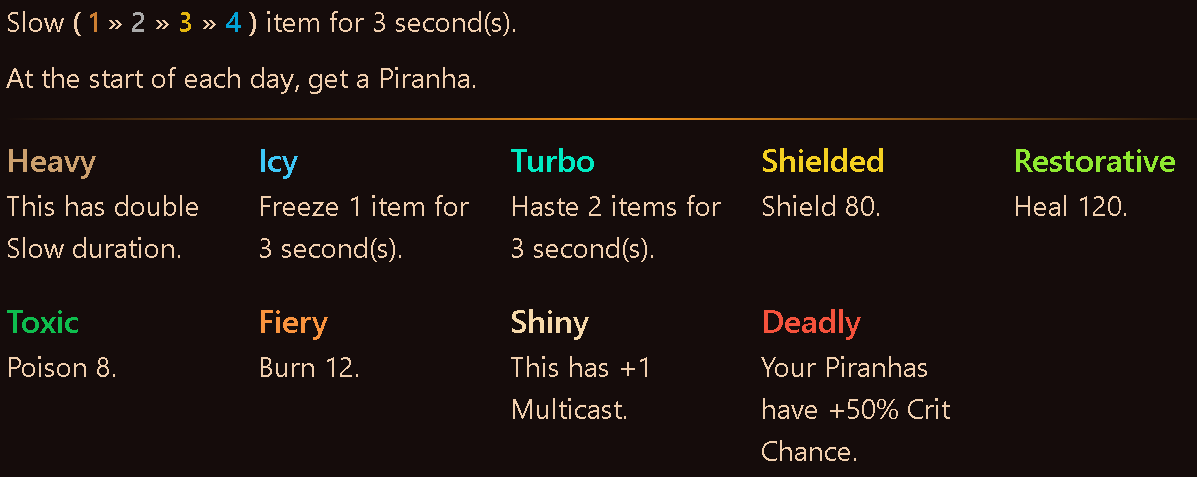 Slow ( 1 » 2 » 3 » 4 ) item for 3 second(s).
At the start of each day, get a Piranha.
Heavy
This has double
Slow duration.
Icy
Freeze 1 item for
3 second(s).
Turbo
Haste 2 items for
3 second(s).
Shielded
Shield 80.
Restorative
Heal 120.
Toxic
Poison 8.
Fiery
Burn 12.
Shiny
This has +1
Multicast.
Deadly
Your Piranhas
have +50% Crit
Chance.